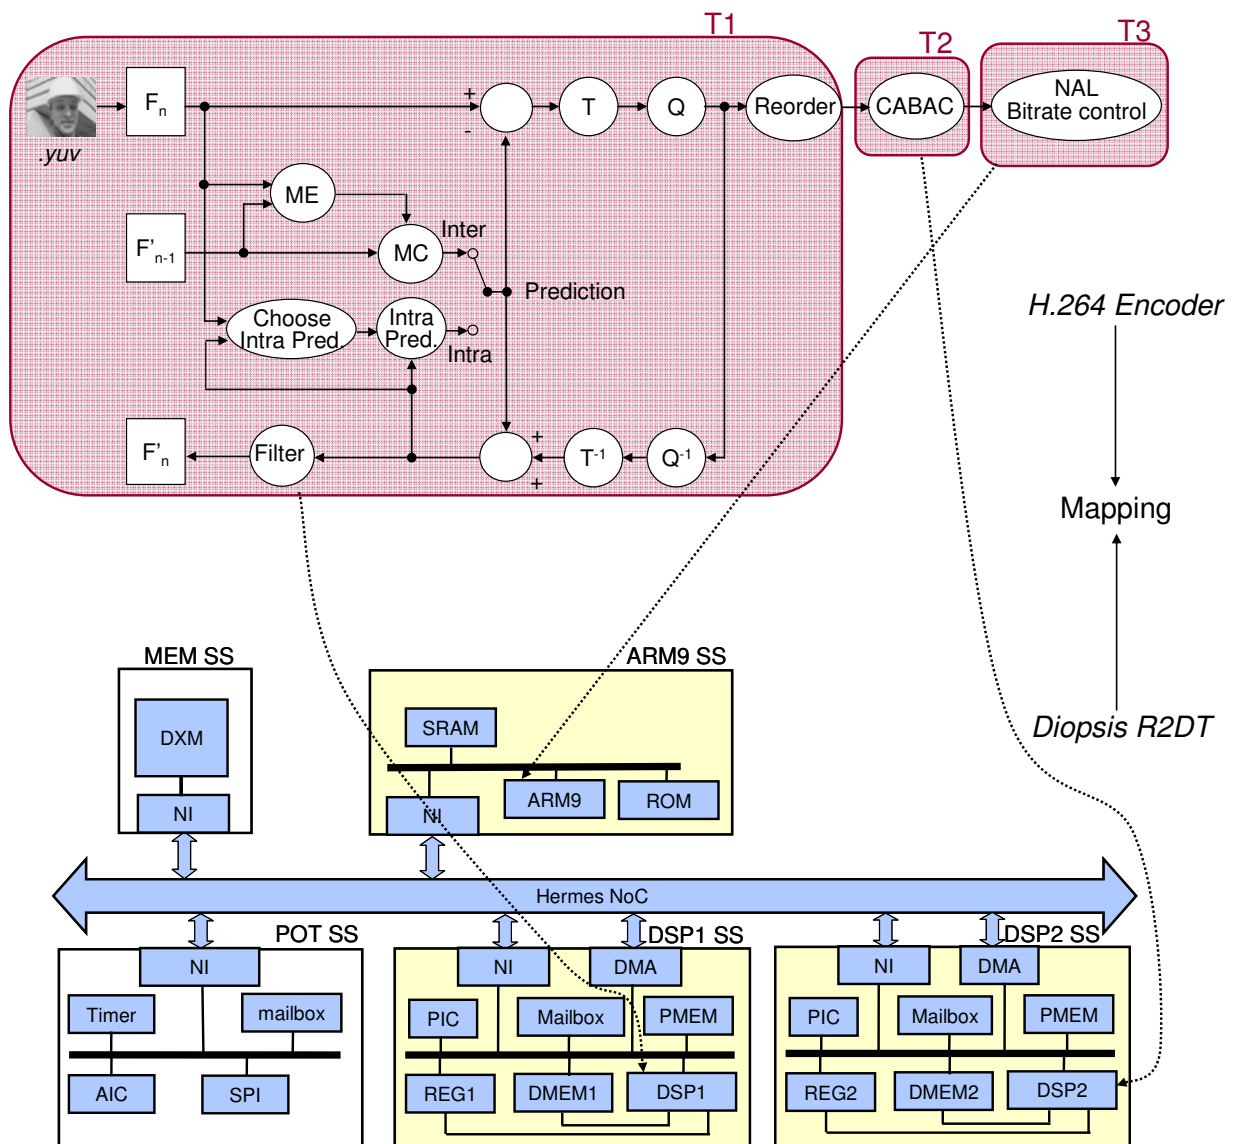 T1
T2
T3
.yuv
Fn
+
-
T
Q
Reorder
CABAC
NAL
Bitrate control
ME
F'n-1
MC
Inter
Prediction
Choose
Intra Pred.
Intra
Pred.
Intra
F'n
Filter
+
+
T-1
Q-1
H.264 Encoder
Mapping
Diopsis R2DT
MEM SS
DXM
NI
ARM9 SS
SRAM
NI
ARM9
ROM
Hermes NoC
POT SS
NI
Timer
mailbox
AIC
SPI
DSP1 SS
NI
DMA
PIC
Mailbox
PMEM
REG1
DMEM1
DSP1
DSP2 SS
NI
DMA
PIC
Mailbox
PMEM
REG2
DMEM2
DSP2